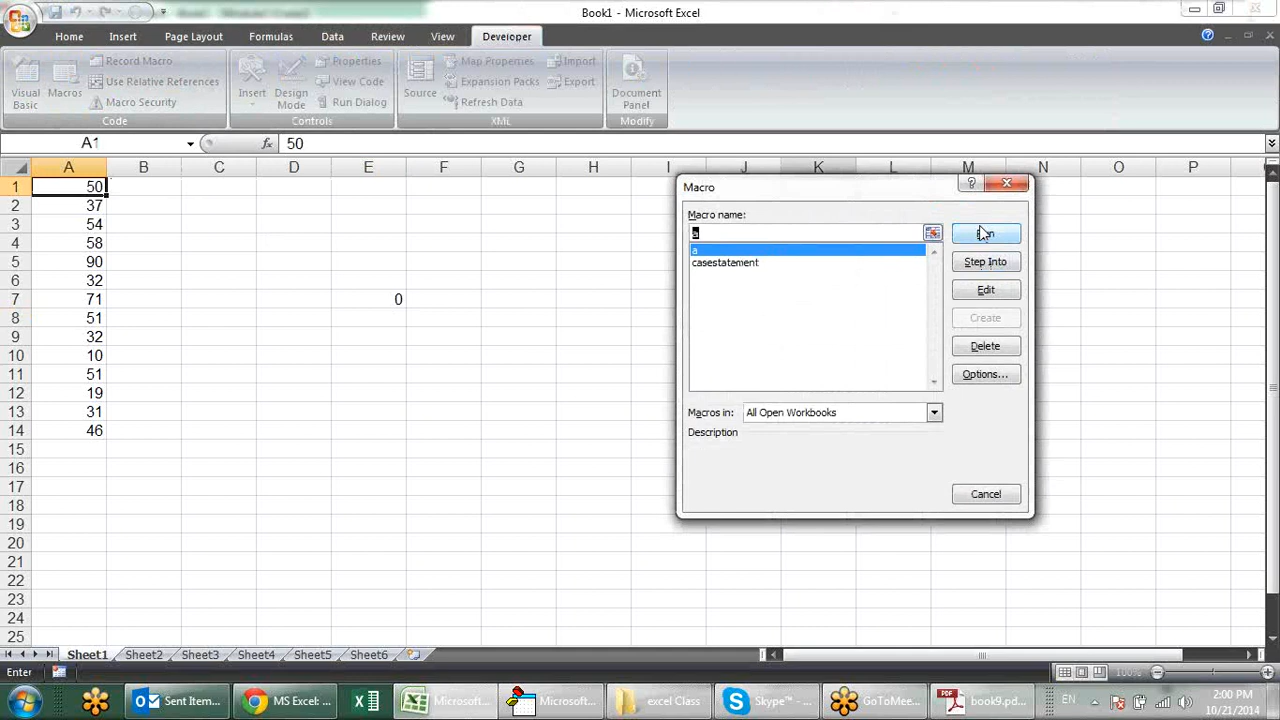 Book1 - Microsoft Excel
Home Insert Page Layout Formulas Data Review View Developer
Visual Basic
Macros
Record Macro
Use Relative References
Macro Security
Code
Insert
Design Mode
Properties
View Code
Run Dialog
Controls
Source
Map Properties
Expansion Packs
Refresh Data
Import
Export
XML
Document Panel
Modify
A1 fx 50
A B C D E F G H I J K L M N O P
1 50
2 37
3 54
4 58
5 90
6 32
7 71 0
8 51
9 32
10 10
11 51
12 19
13 31
14 46
15
16
17
18
19
20
21
22
23
24
25
Macro
Macro name:
a
a
casestatement
Step Into
Edit
Create
Delete
Options...
Macros in: All Open Workbooks
Description
Cancel
Sheet1 Sheet2 Sheet3 Sheet4 Sheet5 Sheet6
Enter 100%
Sent Item... MS Excel: ... Microsoft... Microsoft... excel Class Skype™ -... GoToMee... book9.pd... EN 2:00 PM
10/21/2014